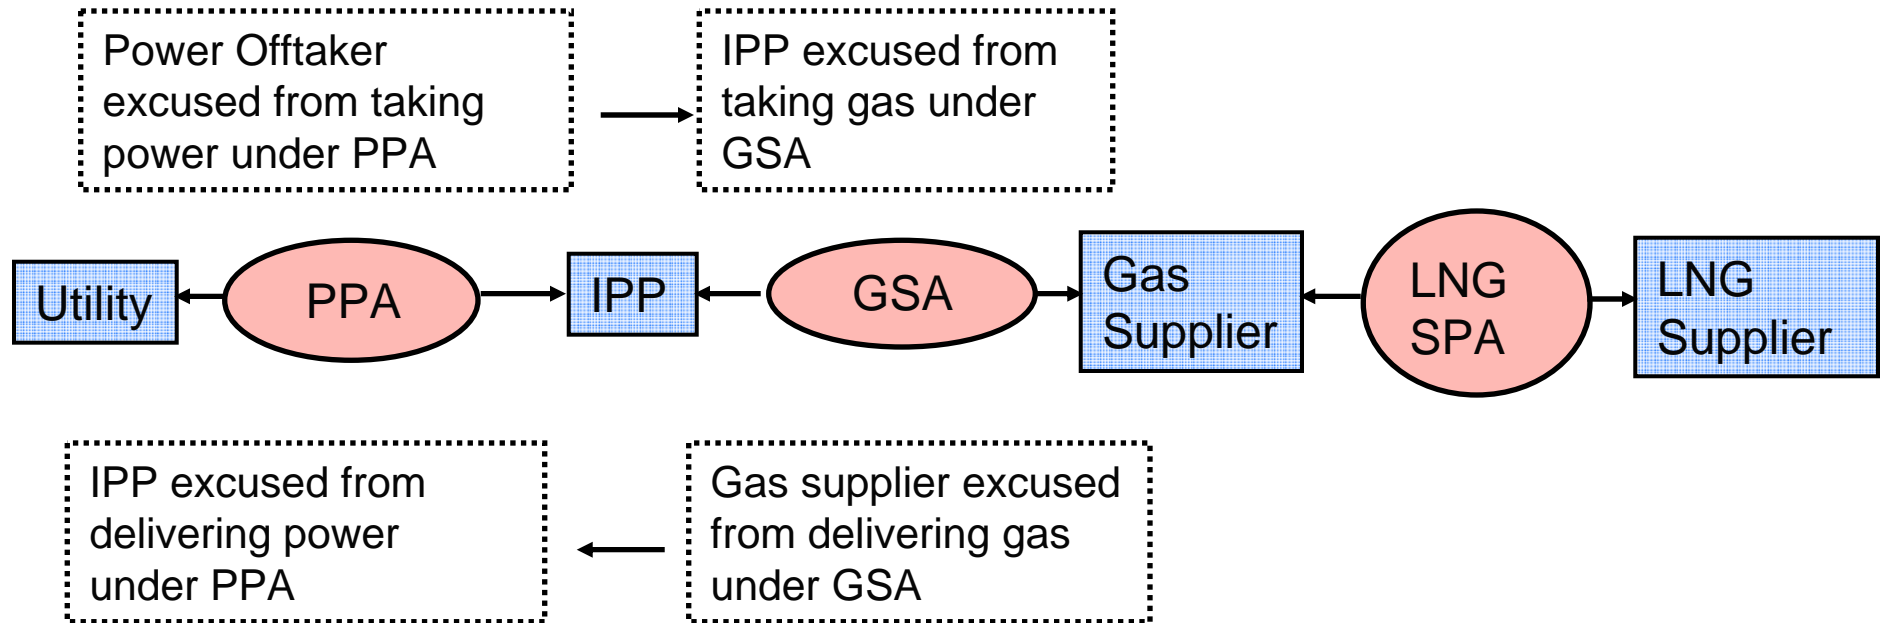 Power Offtaker
excused from taking
power under PPA
IPP excused from
taking gas under
GSA
Utility
PPA
IPP
GSA
Gas
Supplier
LNG
SPA
LNG
Supplier
IPP excused from
delivering power
under PPA
Gas supplier excused
from delivering gas
under GSA